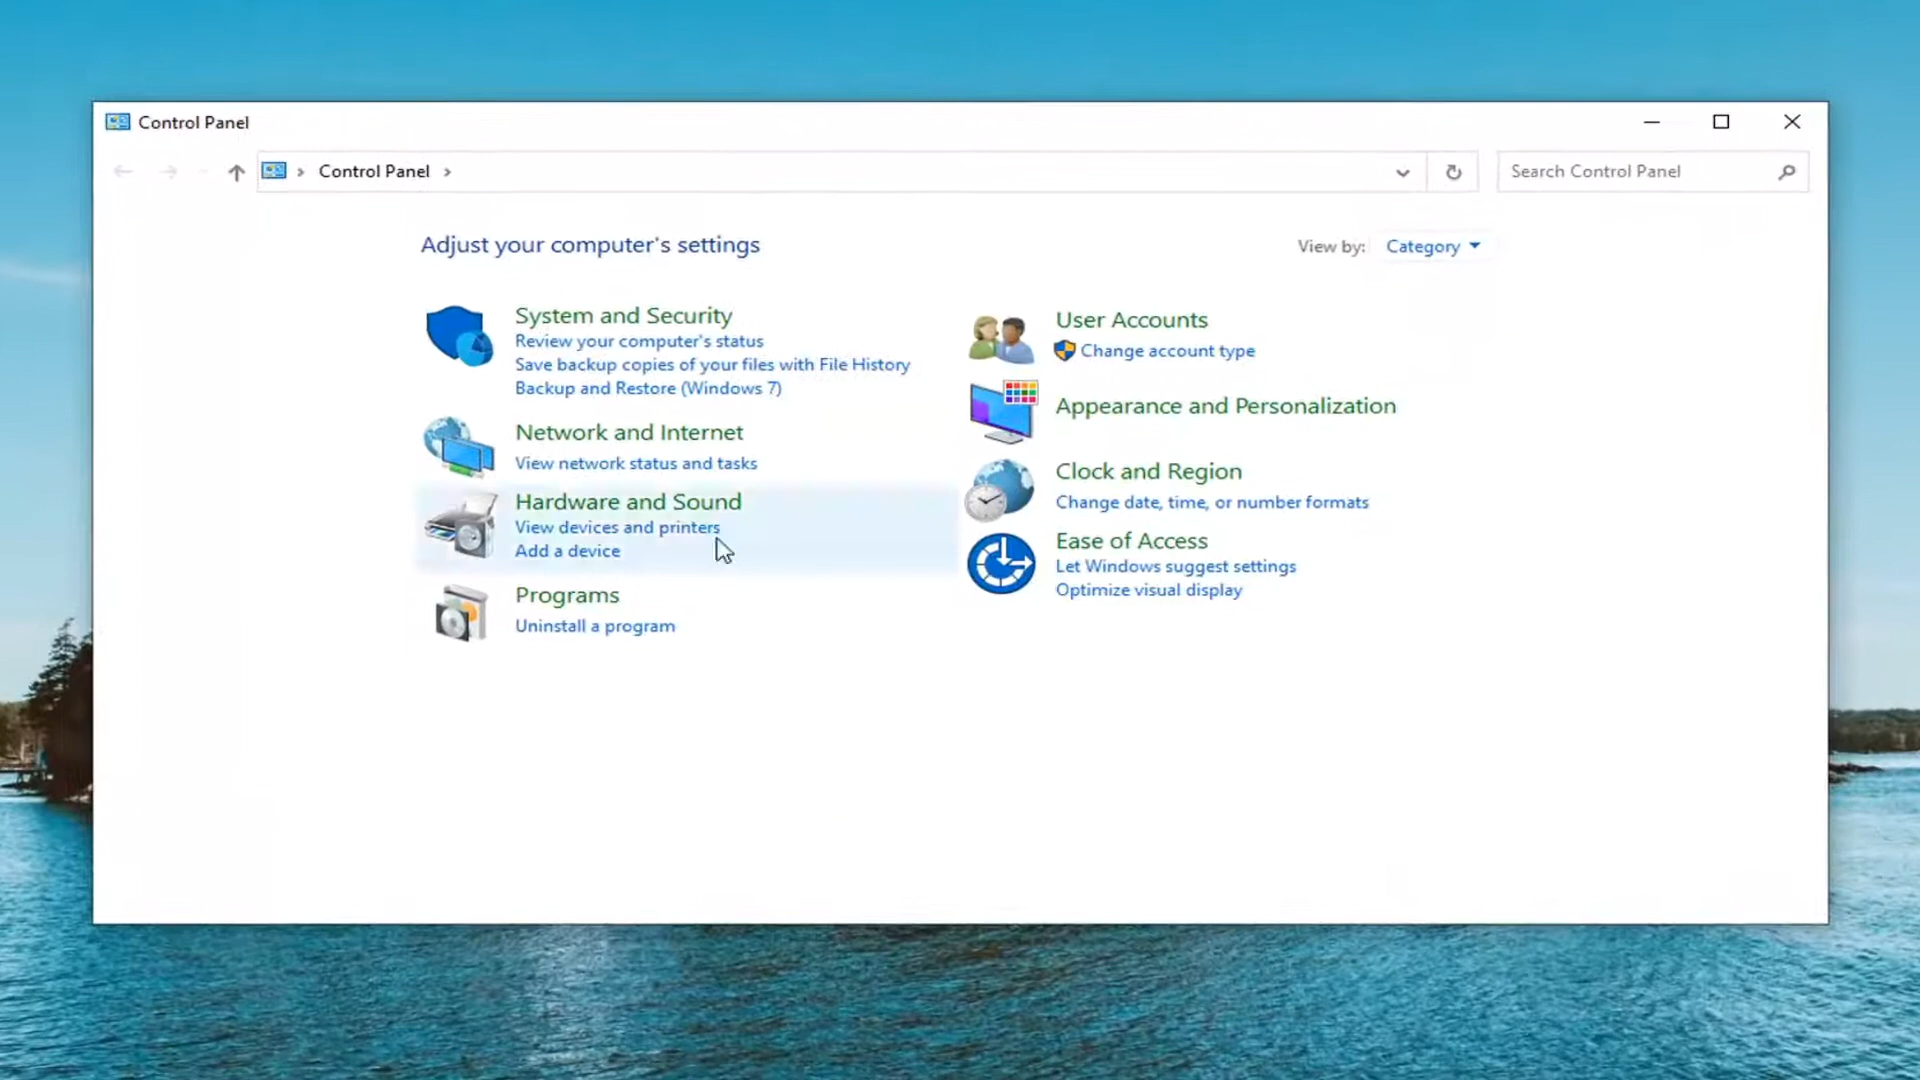 Control Panel
Control Panel
Search Control Panel
Adjust your computer's settings
View by: Category
System and Security
Review your computer's status
Save backup copies of your files with File History
Backup and Restore (Windows 7)
Network and Internet
View network status and tasks
Hardware and Sound
View devices and printers
Add a device
Programs
Uninstall a program
User Accounts
Change account type
Appearance and Personalization
Clock and Region
Change date, time, or number formats
Ease of Access
Let Windows suggest settings
Optimize visual display